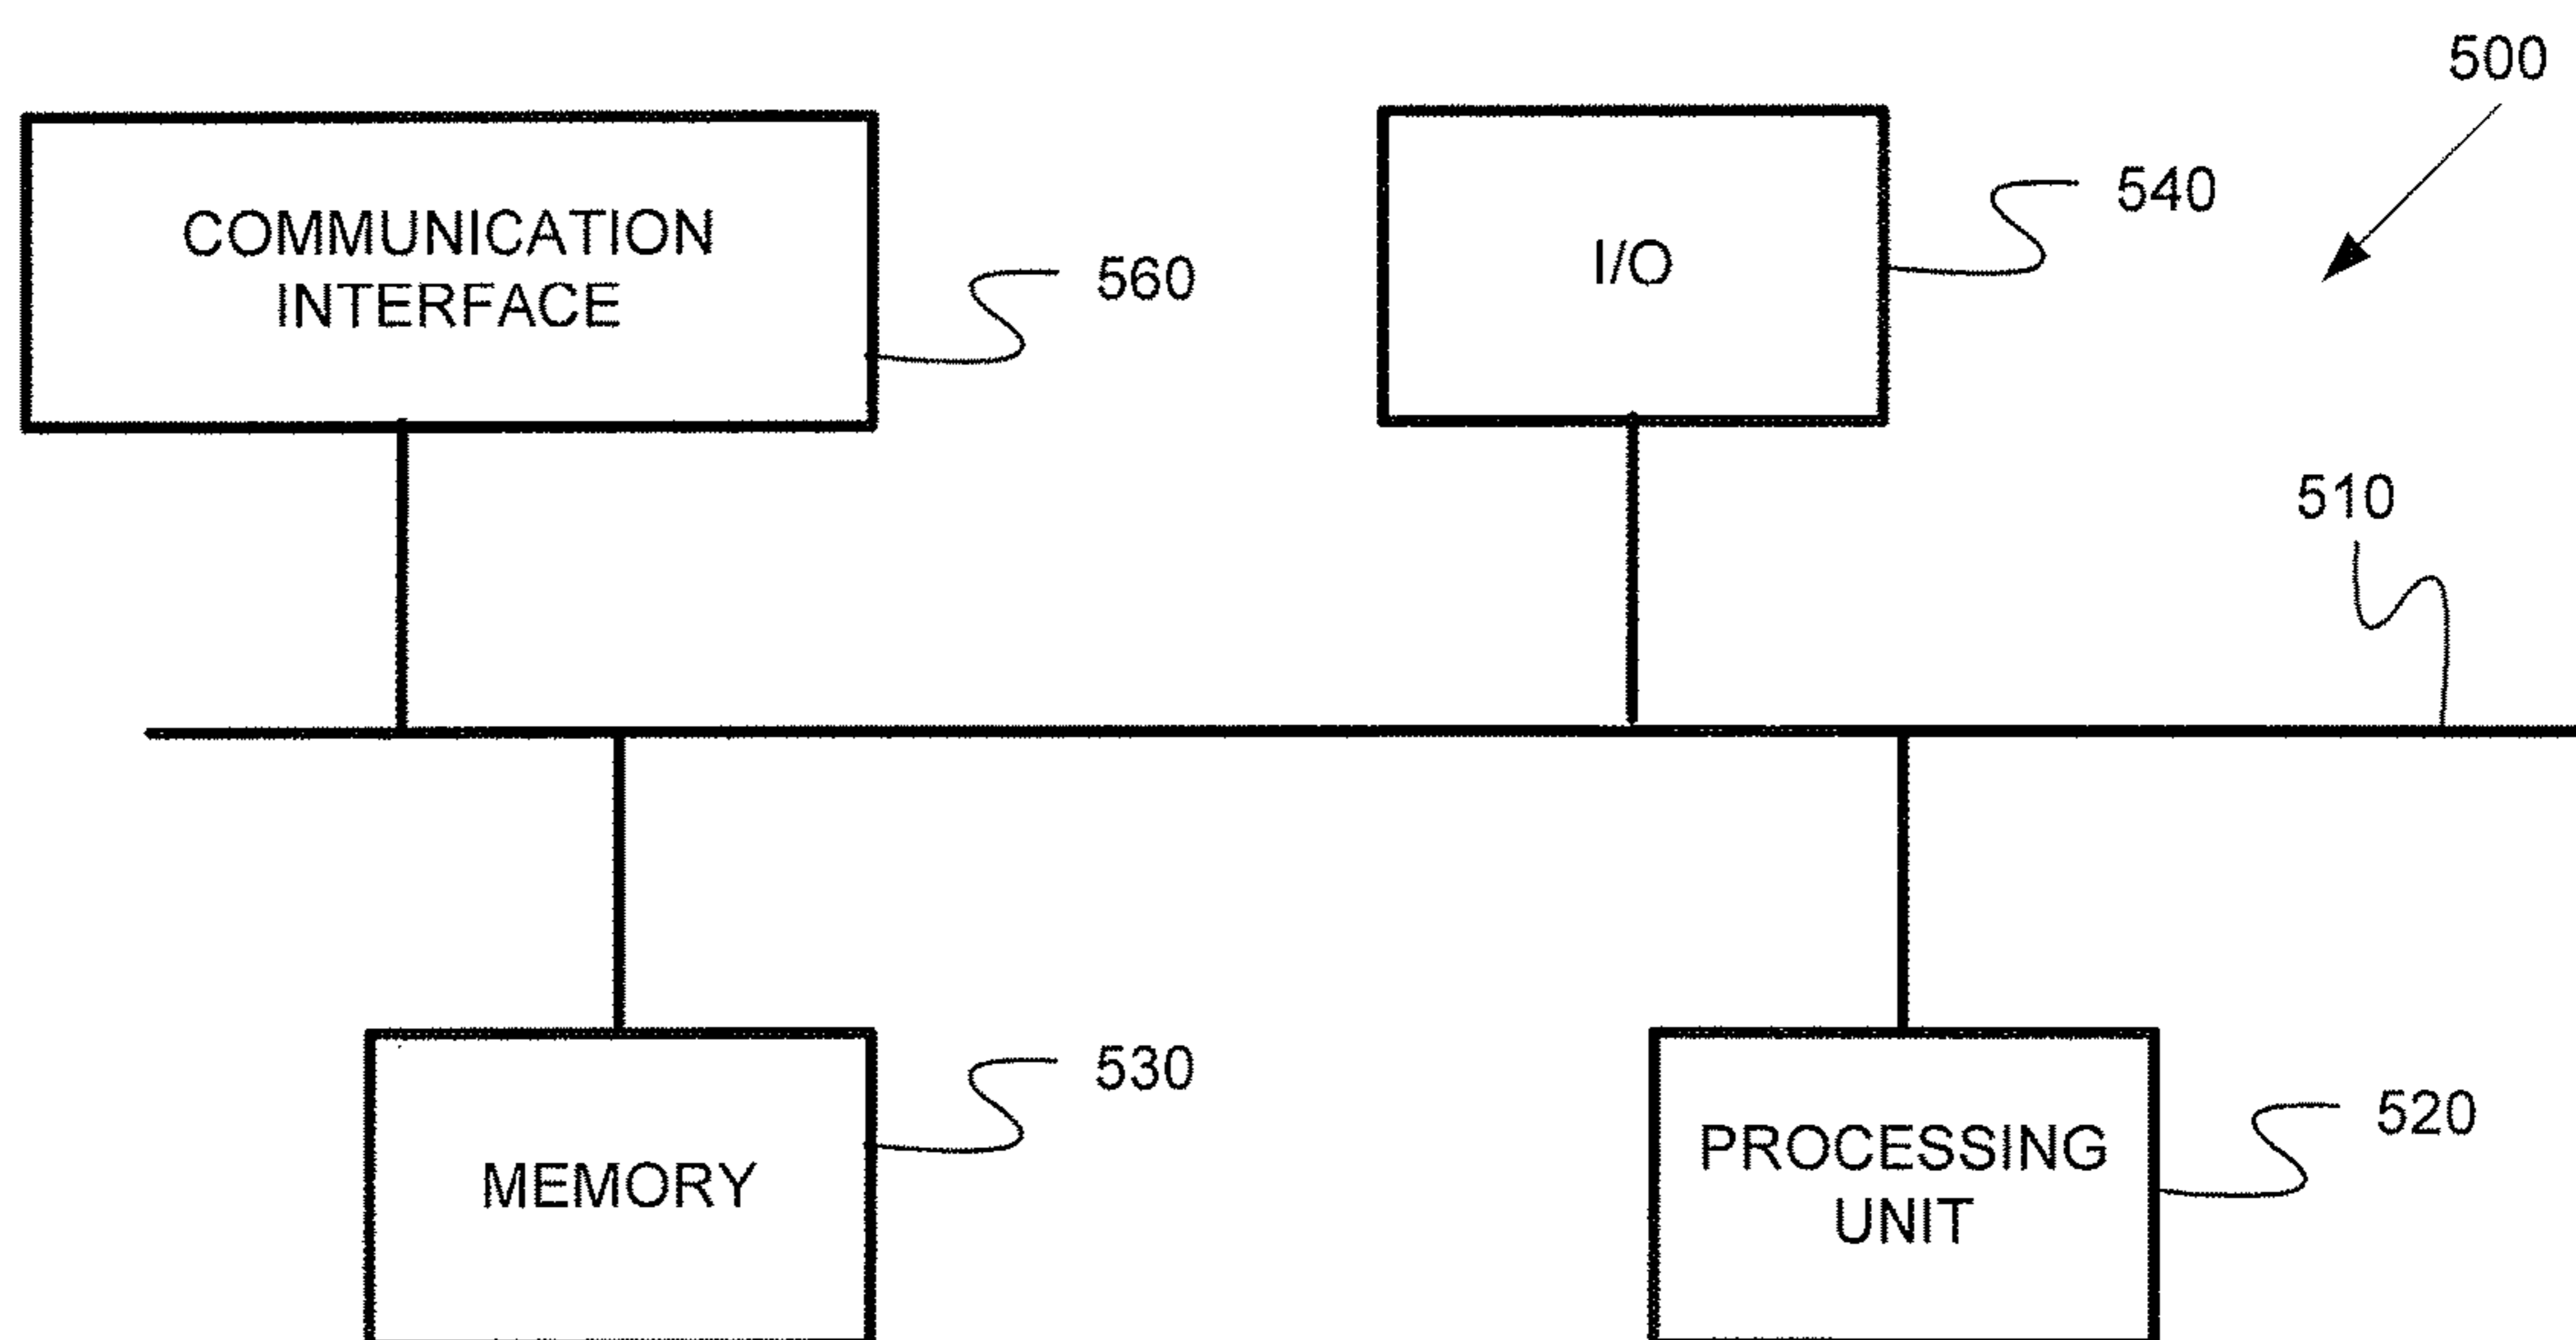 500
COMMUNICATION
INTERFACE
560
I/O
540
510
MEMORY
530
PROCESSING
UNIT
520